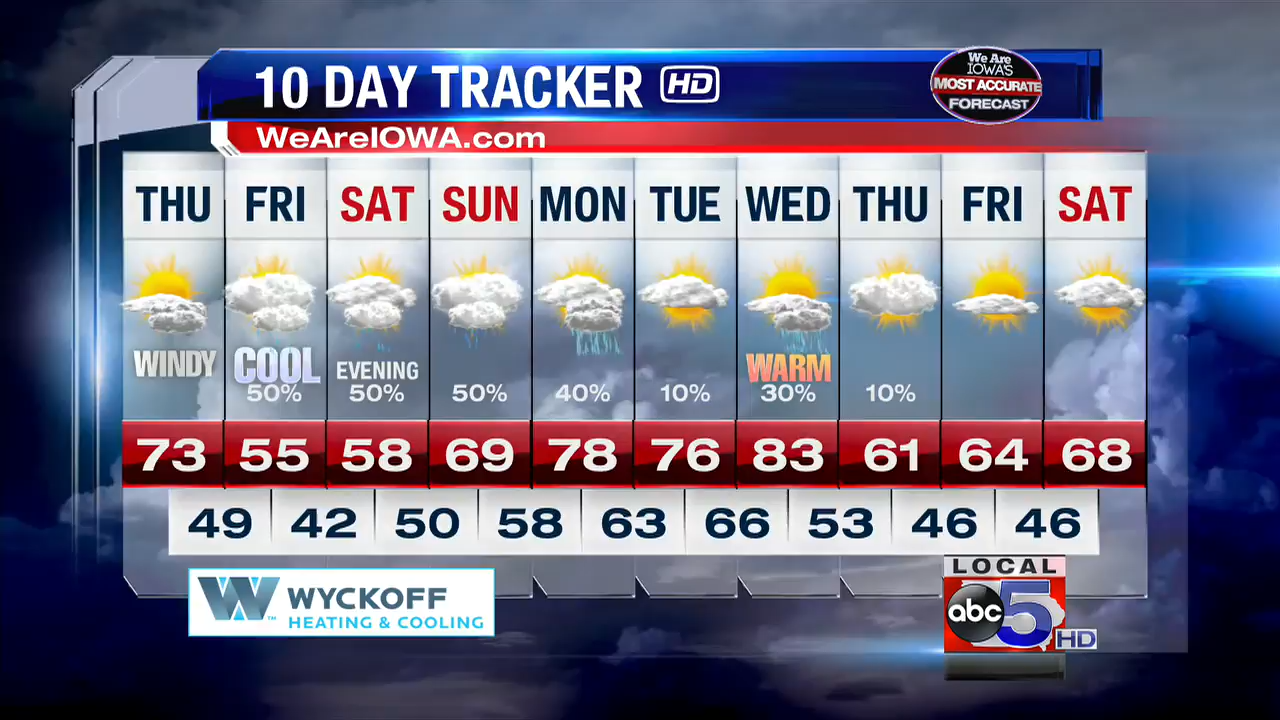 10 DAY TRACKER HD
We Are
IOWA'S
MOST ACCURATE
FORECAST
WeAreIOWA.com
THU FRI SAT SUN MON TUE WED THU FRI SAT
WINDY COOL EVENING WARM
50% 50% 50% 40% 10% 30% 10%
73 55 58 69 78 76 83 61 64 68
49 42 50 58 63 66 53 46 46
W™ WYCKOFF
HEATING & COOLING
LOCAL
abc 5
HD